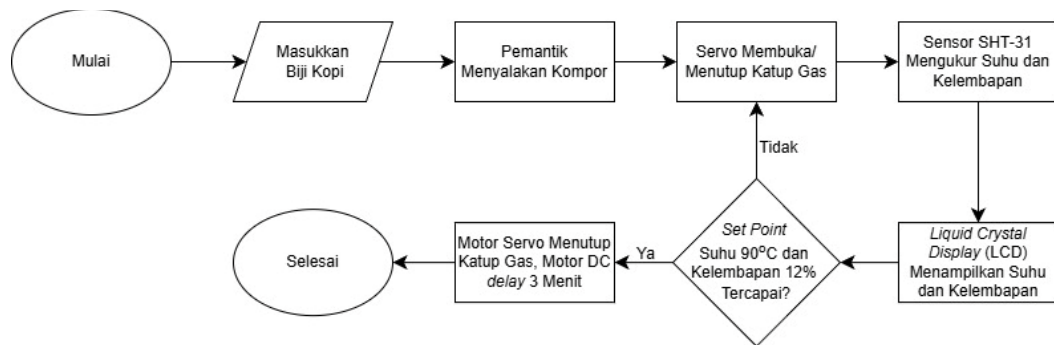 Mulai
Masukkan
Biji Kopi
Pemantik
Menyalakan Kompor
Servo Membuka/
Menutup Katup Gas
Sensor SHT-31
Mengukur Suhu dan
Kelembapan
Tidak
Liquid Crystal
Display (LCD)
Menampilkan Suhu
dan Kelembapan
Set Point
Suhu 90°C dan
Kelembapan 12%
Tercapai?
Ya
Motor Servo Menutup
Katup Gas, Motor DC
delay 3 Menit
Selesai